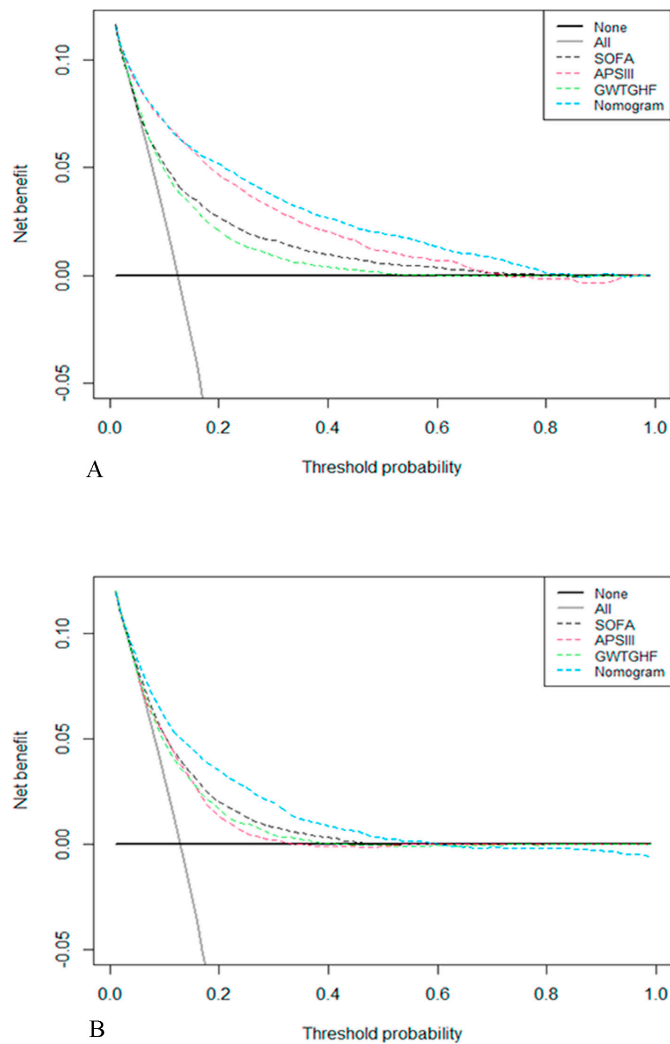 None
All
SOFA
APSIII
GWTGHF
Nomogram
Net benefit
0.10
0.05
0.00
-0.05
0.0 0.2 0.4 0.6 0.8 1.0
A
Threshold probability
None
All
SOFA
APSIII
GWTGHF
Nomogram
Net benefit
0.10
0.05
0.00
-0.05
0.0 0.2 0.4 0.6 0.8 1.0
B
Threshold probability